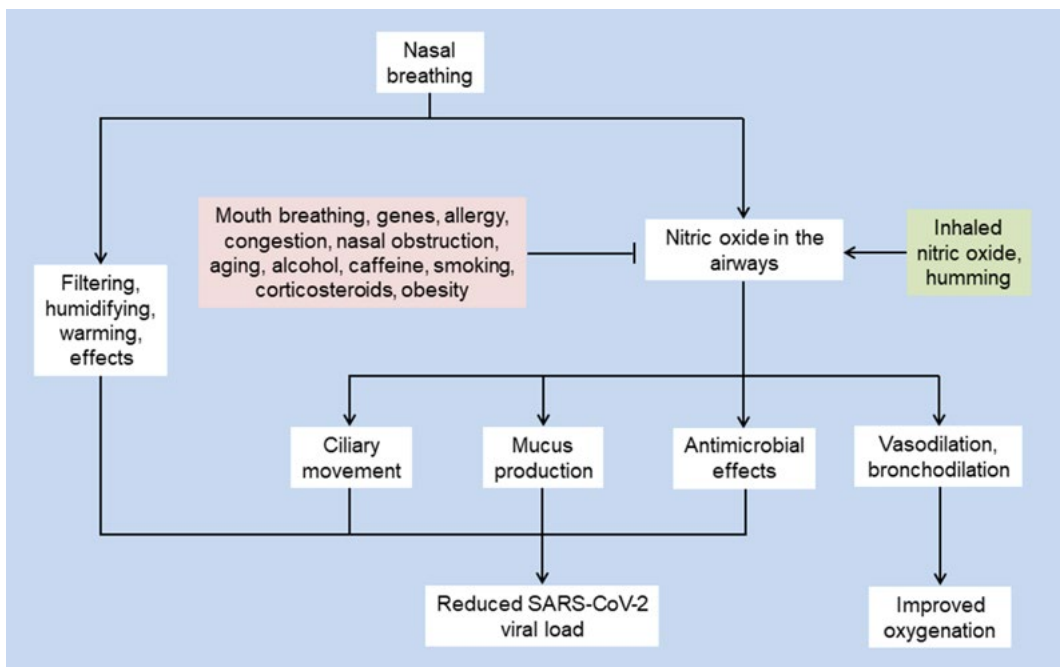 Nasal
breathing
Mouth breathing, genes, allergy,
congestion, nasal obstruction,
aging, alcohol, caffeine, smoking,
corticosteroids, obesity
Nitric oxide in the
airways
Inhaled
nitric oxide,
humming
Filtering,
humidifying,
warming,
effects
Ciliary
movement
Mucus
production
Antimicrobial
effects
Vasodilation,
bronchodilation
Reduced SARS-CoV-2
viral load
Improved
oxygenation